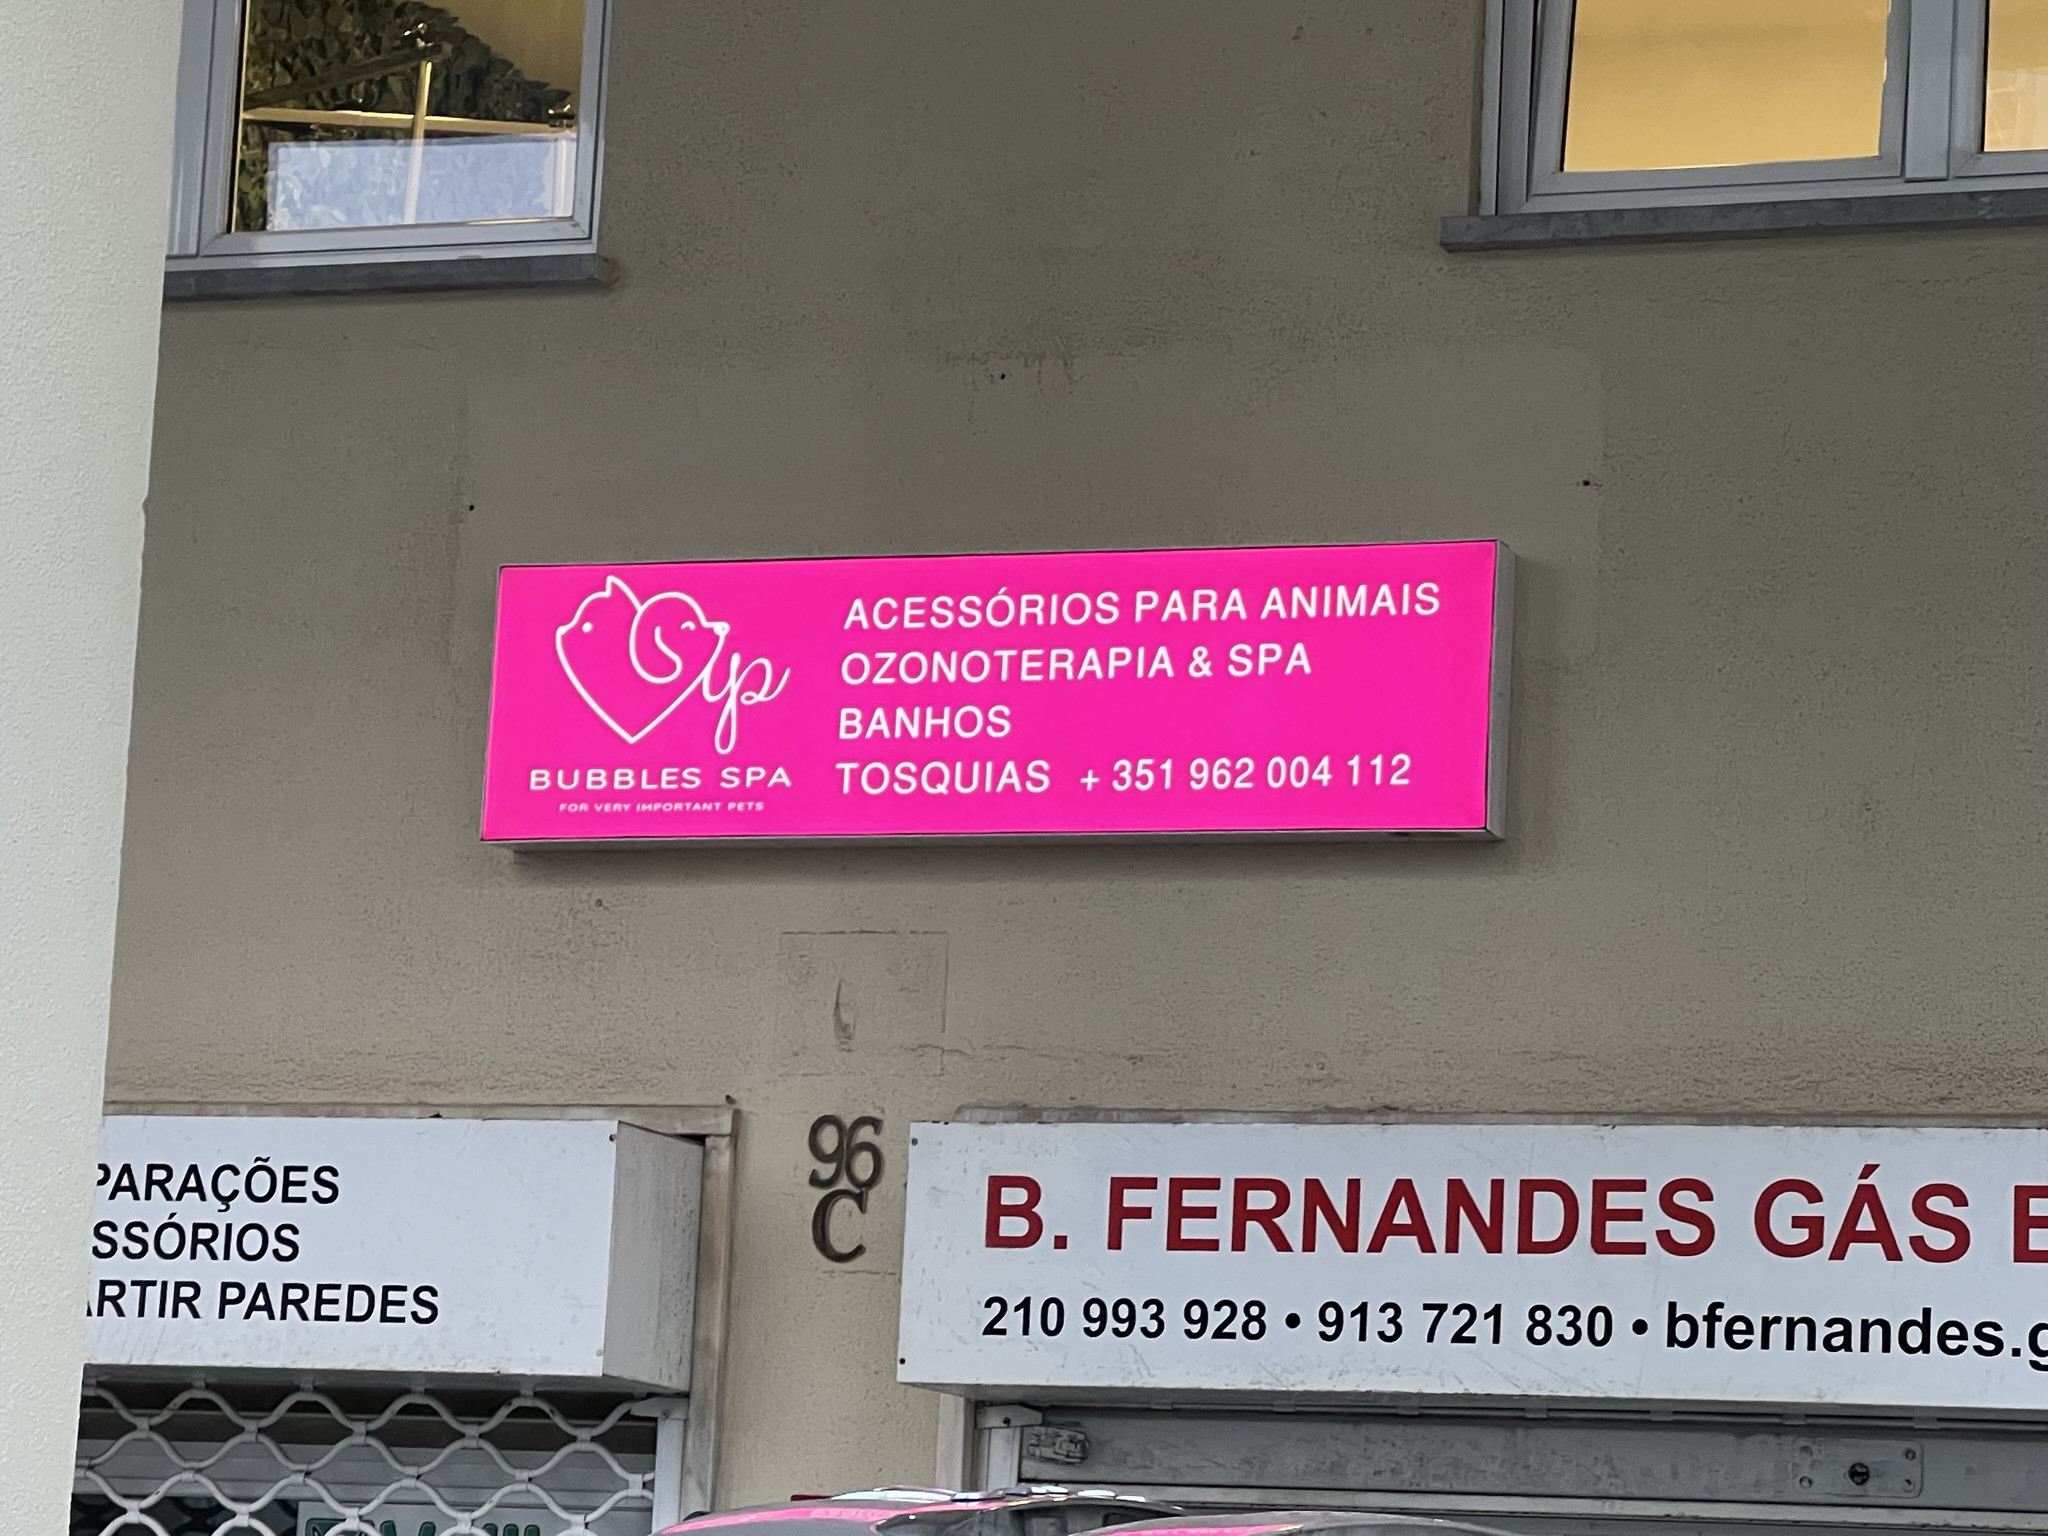 yp
BUBBLES SPA
FOR VERY IMPORTANT PETS
ACESSÓRIOS PARA ANIMAIS
OZONOTERAPIA & SPA
BANHOS
TOSQUIAS + 351 962 004 112
PARAÇÕES
SSÓRIOS
ARTIR PAREDES
96
C
B. FERNANDES GÁS E
210 993 928 • 913 721 830 • bfernandes.g